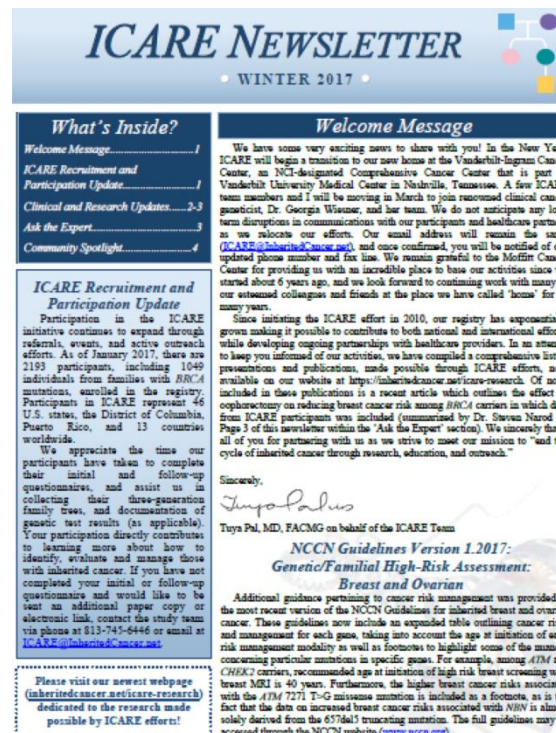 ICARE NEWSLETTER
WINTER 2017
What's Inside?
Welcome Message.............................1
ICARE Recruitment and
Participation Update........................1
Clinical and Research Updates......2-3
Ask the Expert................................3
Community Spotlight.......................4
ICARE Recruitment and
Participation Update
Participation in the ICARE
initiative continues to expand through
referrals, events, and active outreach
efforts. As of January 2017, there are
2193 participants, including 1049
individuals from families with BRCA
mutations, enrolled in the registry.
Participants in ICARE represent 46
U.S. states, the District of Columbia,
Puerto Rico, and 13 countries
worldwide.
We appreciate the time our
participants have taken to complete
their initial and follow-up
questionnaires, and assist us in
collecting their three-generation
family trees, and documentation of
genetic test results (as applicable).
Your participation directly contributes
to learning more about how to
identify, evaluate and manage those
with inherited cancer. If you have not
completed your initial or follow-up
questionnaire and would like to be
sent an additional paper copy or
electronic link, contact the study team
via phone at 813-745-6446 or email at
ICARE@InheritedCancer.net.
Please visit our newest webpage
(inheritedcancer.net/icare-research)
dedicated to the research made
possible by ICARE efforts!
Welcome Message
We have some very exciting news to share with you! In the New Ye
ICARE will begin a transition to our new home at the Vanderbilt-Ingram Can
Center, an NCI-designated Comprehensive Cancer Center that is part
Vanderbilt University Medical Center in Nashville, Tennessee. A few ICA
team members and I will be moving in March to join renowned clinical canc
geneticist, Dr. Georgia Wiesner, and her team. We do not anticipate any lo
term disruptions in communications with our participants and healthcare partn
as we relocate our efforts. Our email address will remain the sa
(ICARE@InheritedCancer.net), and once confirmed, you will be notified of o
updated phone number and fax line. We remain grateful to the Moffitt Canc
Center for providing us with an incredible place to base our activities since
started about 6 years ago, and we look forward to continuing work with many
our esteemed colleagues and friends at the place we have called 'home' for
many years.
Since initiating the ICARE effort in 2010, our registry has exponentia
grown making it possible to contribute to both national and international effor
while developing ongoing partnerships with healthcare providers. In an attem
to keep you informed of our activities, we have compiled a comprehensive list
presentations and publications, made possible through ICARE efforts, no
available on our website at https://inheritedcancer.net/icare-research. Of no
included in these publications is a recent article which outlines the effect
oophorectomy on reducing breast cancer risk among BRCA carriers in which d
from ICARE participants was included (summarized by Dr. Steven Narod
Page 3 of this newsletter within the 'Ask the Expert' section). We sincerely than
all of you for partnering with us as we strive to meet our mission to "end t
cycle of inherited cancer through research, education, and outreach."
Sincerely,
Tuya Pal, MD, FACMG on behalf of the ICARE Team
NCCN Guidelines Version 1.2017:
Genetic/Familial High-Risk Assessment:
Breast and Ovarian
Additional guidance pertaining to cancer risk management was provided
the most recent version of the NCCN Guidelines for inherited breast and ovar
cancer. These guidelines now include an expanded table outlining cancer ri
and management for each gene, taking into account the age at initiation of ea
risk management modality as well as footnotes to highlight some of the nuan
concerning particular mutations in specific genes. For example, among ATM a
CHEK2 carriers, recommended age at initiation of high risk breast screening w
breast MRI is 40 years. Furthermore, the higher breast cancer risks associa
with the ATM 7271 T>G missense mutation is included as a footnote, as is
fact that the data on increased breast cancer risks associated with NBN is almo
solely derived from the 657del5 truncating mutation. The full guidelines may
accessed through the NCCN website (www.nccn.org).